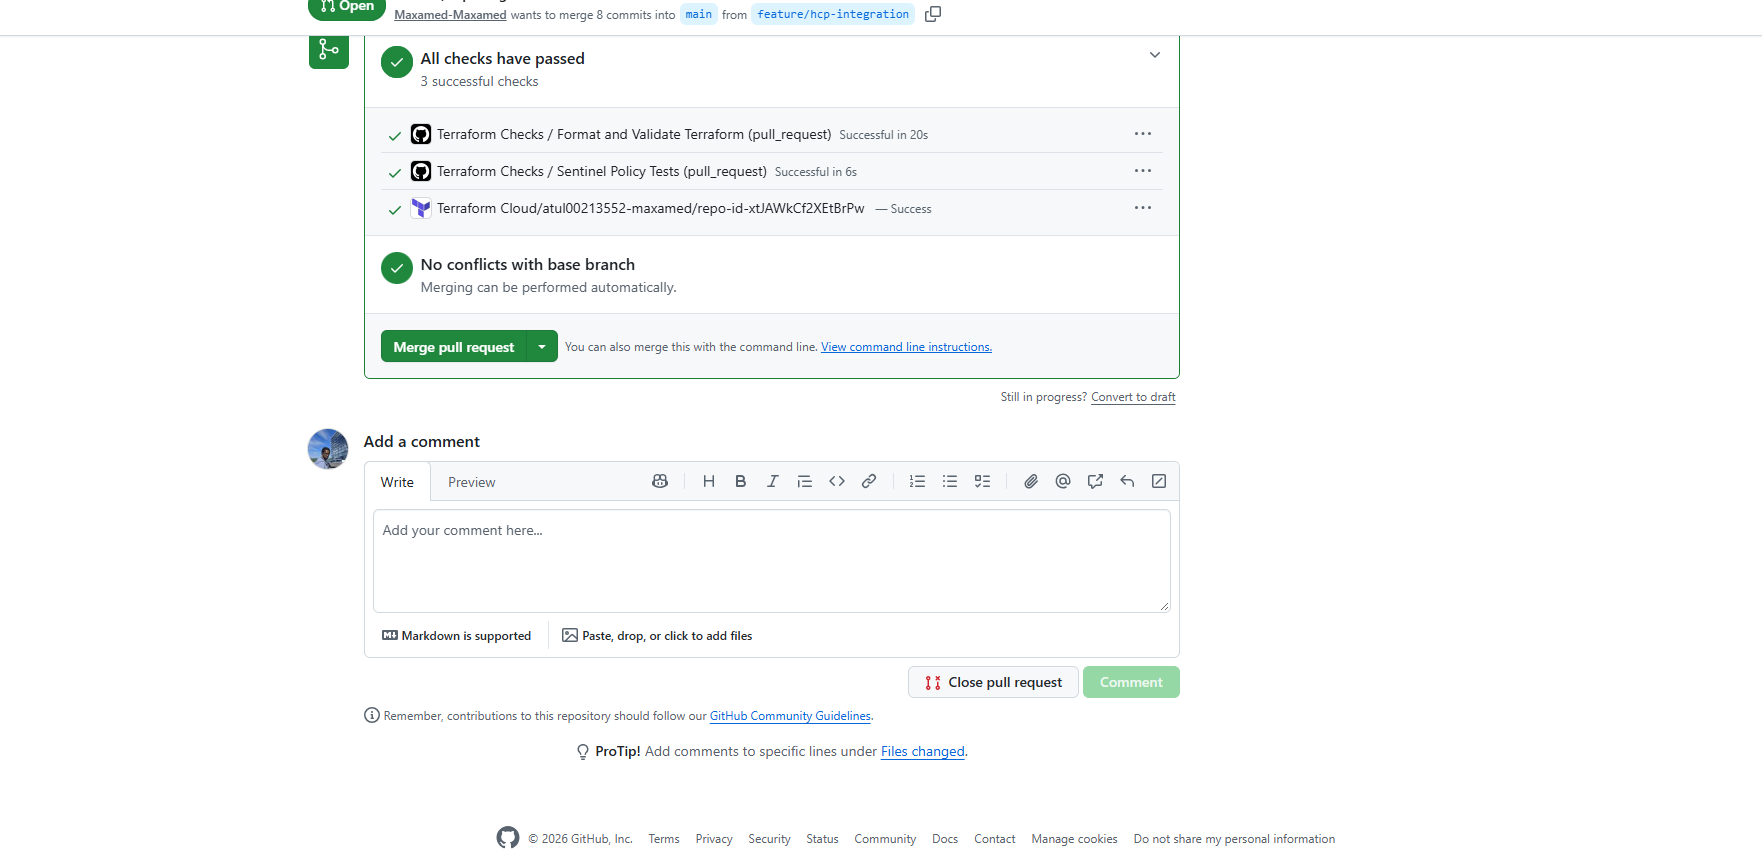 Open
Maxamed-Maxamed wants to merge 8 commits into main from feature/hcp-integration
All checks have passed
3 successful checks
Terraform Checks / Format and Validate Terraform (pull_request) Successful in 20s
Terraform Checks / Sentinel Policy Tests (pull_request) Successful in 6s
Terraform Cloud/atul00213552-maxamed/repo-id-xtJAWkCf2XEtBrPw — Success
No conflicts with base branch
Merging can be performed automatically.
Merge pull request You can also merge this with the command line. View command line instructions.
Still in progress? Convert to draft
Add a comment
Write Preview
Add your comment here...
Markdown is supported Paste, drop, or click to add files
Close pull request Comment
Remember, contributions to this repository should follow our GitHub Community Guidelines.
ProTip! Add comments to specific lines under Files changed.
© 2026 GitHub, Inc. Terms Privacy Security Status Community Docs Contact Manage cookies Do not share my personal information